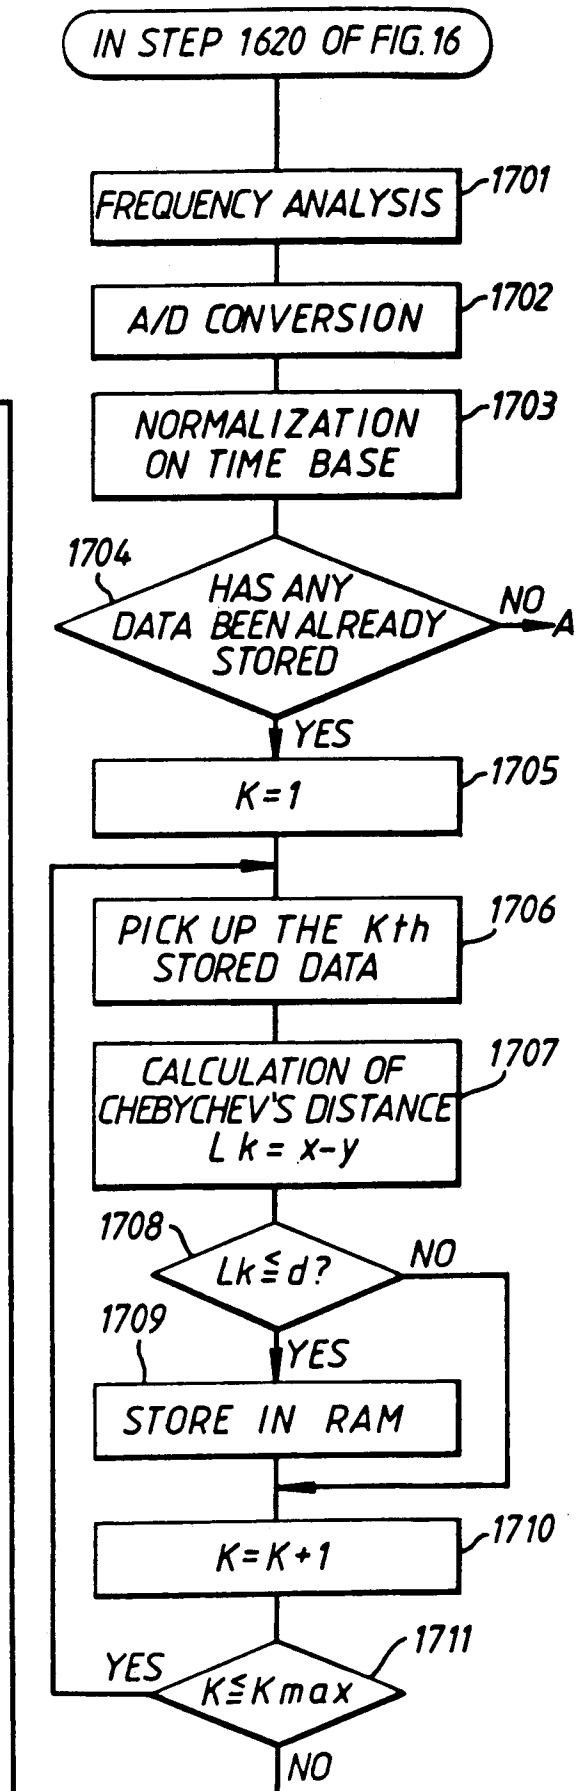 IN STEP 1620 OF FIG. 16
1701
FREQUENCY ANALYSIS
1702
A/D CONVERSION
1703
NORMALIZATION
ON TIME BASE
1704
HAS ANY
DATA BEEN ALREADY
STORED
NO
A
YES
1705
K=1
1706
PICK UP THE Kth
STORED DATA
1707
CALCULATION OF
CHEBYCHEV'S DISTANCE
Lk = x-y
1708
Lk≦d?
NO
1709
YES
STORE IN RAM
1710
K=K+1
1711
YES
K≦Kmax
NO